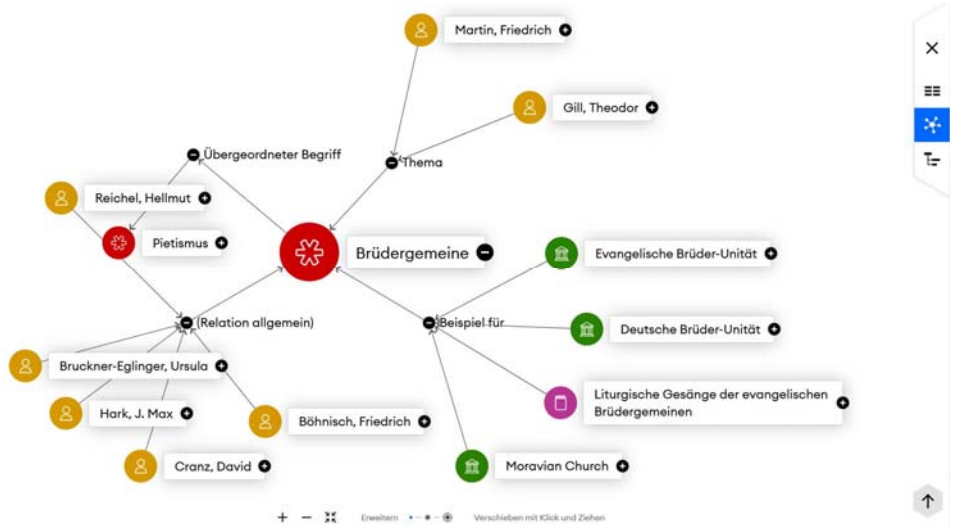 Martin, Friedrich
Gill, Theodor
Übergeordneter Begriff
Thema
Reichel, Hellmut
Pietismus
Brüdergemeine
Evangelische Brüder-Unität
(Relation allgemein)
Beispiel für
Deutsche Brüder-Unität
Bruckner-Eglinger, Ursula
Liturgische Gesänge der evangelischen
Brüdergemeinen
Hark, J. Max
Böhnisch, Friedrich
Cranz, David
Moravian Church
Erweitern
Verschieben mit Klick und Ziehen